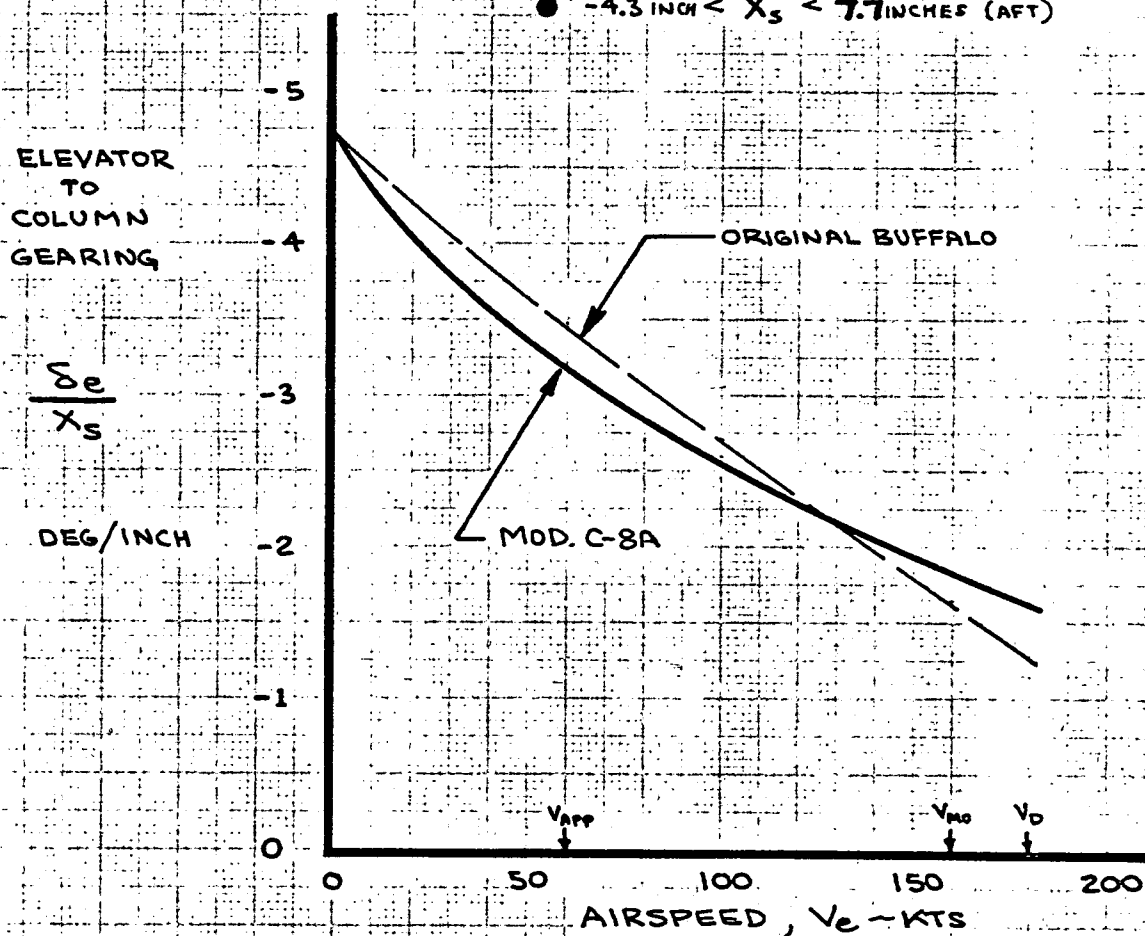 ● -4.3 INCH < Xs < 7.7 INCHES (AFT)
-5
ELEVATOR
TO
COLUMN
GEARING
-4
ORIGINAL BUFFALO
δe
Xs
-3
DEG/INCH
-2
MOD. C-8A
-1
VAPP
VMO
VD
0
0 50 100 150 200
AIRSPEED, Ve ~ KTS